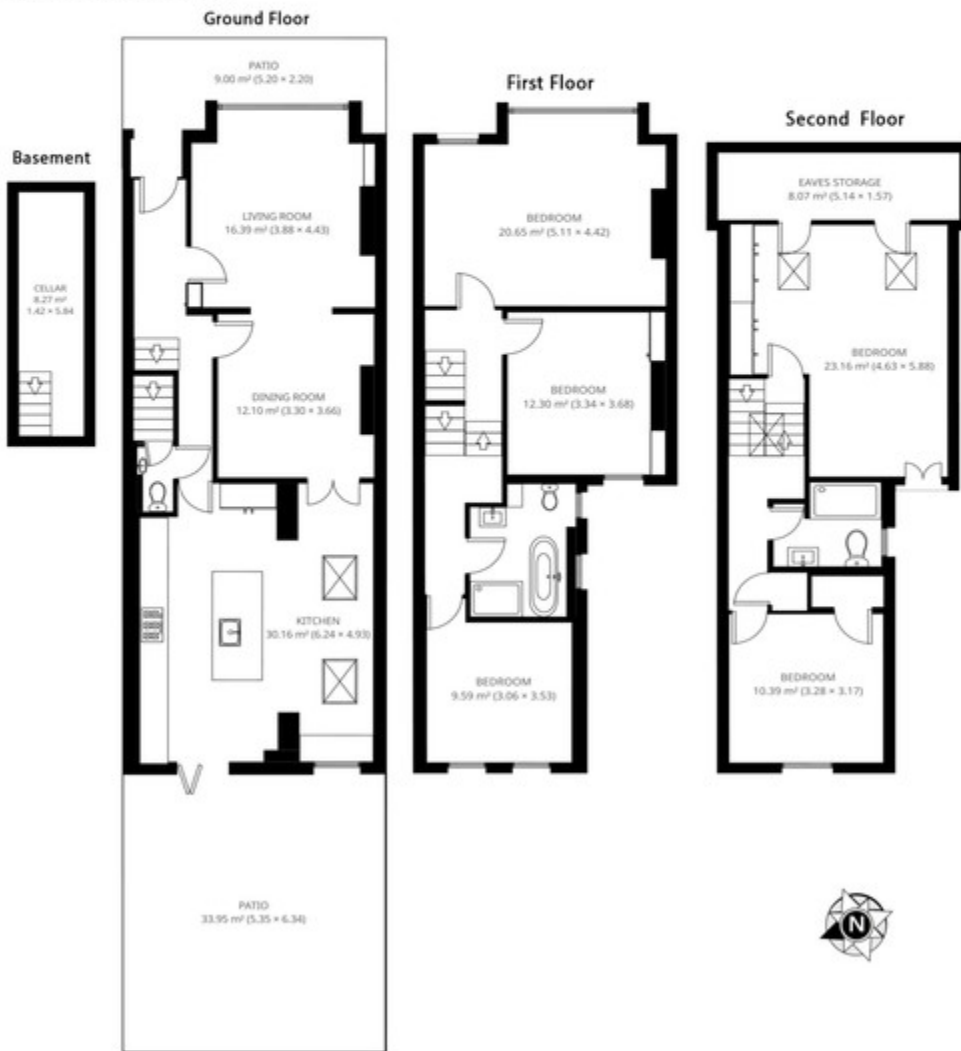 Ground Floor
PATIO
9.00 m² (5.20 × 2.20)
LIVING ROOM
16.39 m² (3.88 × 4.43)
DINING ROOM
12.10 m² (3.30 × 3.66)
KITCHEN
30.16 m² (6.24 × 4.93)
PATIO
33.95 m² (5.35 × 6.34)
Basement
CELLAR
8.27 m²
1.42 × 5.84
First Floor
BEDROOM
20.65 m² (5.11 × 4.42)
BEDROOM
12.30 m² (3.34 × 3.68)
BEDROOM
9.59 m² (3.06 × 3.53)
Second Floor
EAVES STORAGE
8.07 m² (5.14 × 1.57)
BEDROOM
23.16 m² (4.63 × 5.88)
BEDROOM
10.39 m² (3.28 × 3.17)
N